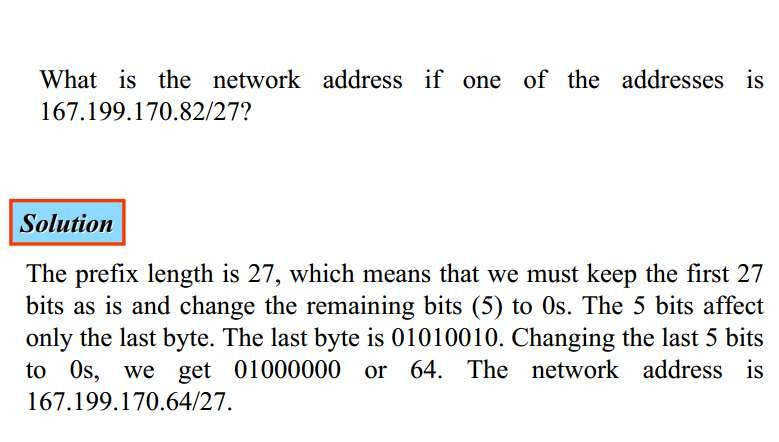 What is the network address if one of the addresses is
167.199.170.82/27?
Solution
The prefix length is 27, which means that we must keep the first 27
bits as is and change the remaining bits (5) to 0s. The 5 bits affect
only the last byte. The last byte is 01010010. Changing the last 5 bits
to 0s, we get 01000000 or 64. The network address is
167.199.170.64/27.